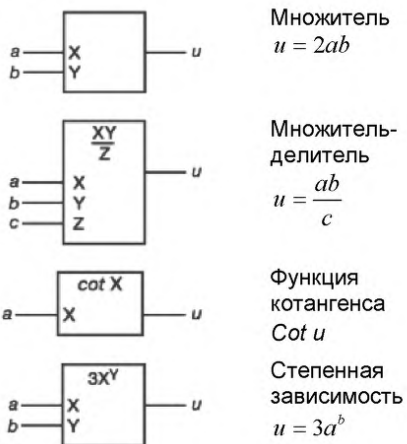 Множитель
a X u
b Y
u = 2ab
XY
Z
Множитель-
делитель
a X u
b Y
c Z
u = ab
c
cot X
Функция
котангенса
a X u
Cot u
3X^Y
Степенная
зависимость
a X u
b Y
u = 3a^b